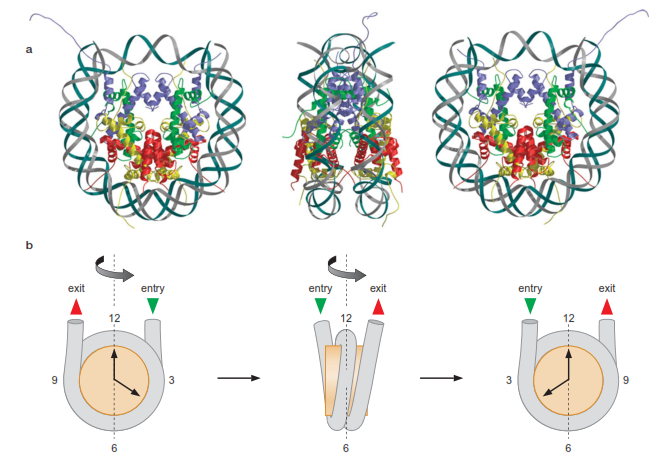 a
b
exit entry entry exit entry exit
12 12 12
9 3 3 9
6 6 6